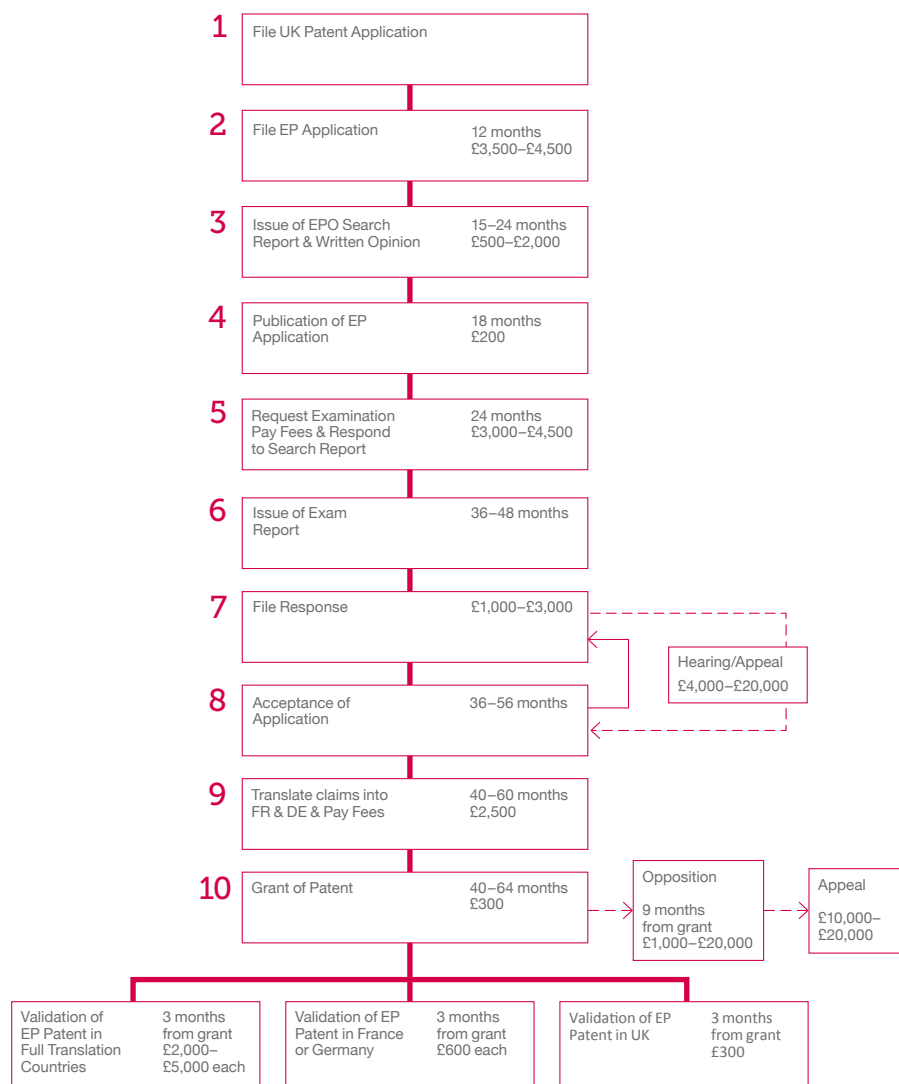 1
File UK Patent Application
2
File EP Application
12 months
£3,500–£4,500
3
Issue of EPO Search
Report & Written Opinion
15–24 months
£500–£2,000
4
Publication of EP
Application
18 months
£200
5
Request Examination
Pay Fees & Respond
to Search Report
24 months
£3,000–£4,500
6
Issue of Exam
Report
36–48 months
7
File Response
£1,000–£3,000
Hearing/Appeal
£4,000–£20,000
8
Acceptance of
Application
36–56 months
9
Translate claims into
FR & DE & Pay Fees
40–60 months
£2,500
10
Grant of Patent
40–64 months
£300
Opposition
9 months
from grant
£1,000–£20,000
Appeal
£10,000–
£20,000
Validation of
EP Patent in
Full Translation
Countries
3 months
from grant
£2,000–
£5,000 each
Validation of EP
Patent in France
or Germany
3 months
from grant
£600 each
Validation of EP
Patent in UK
3 months
from grant
£300